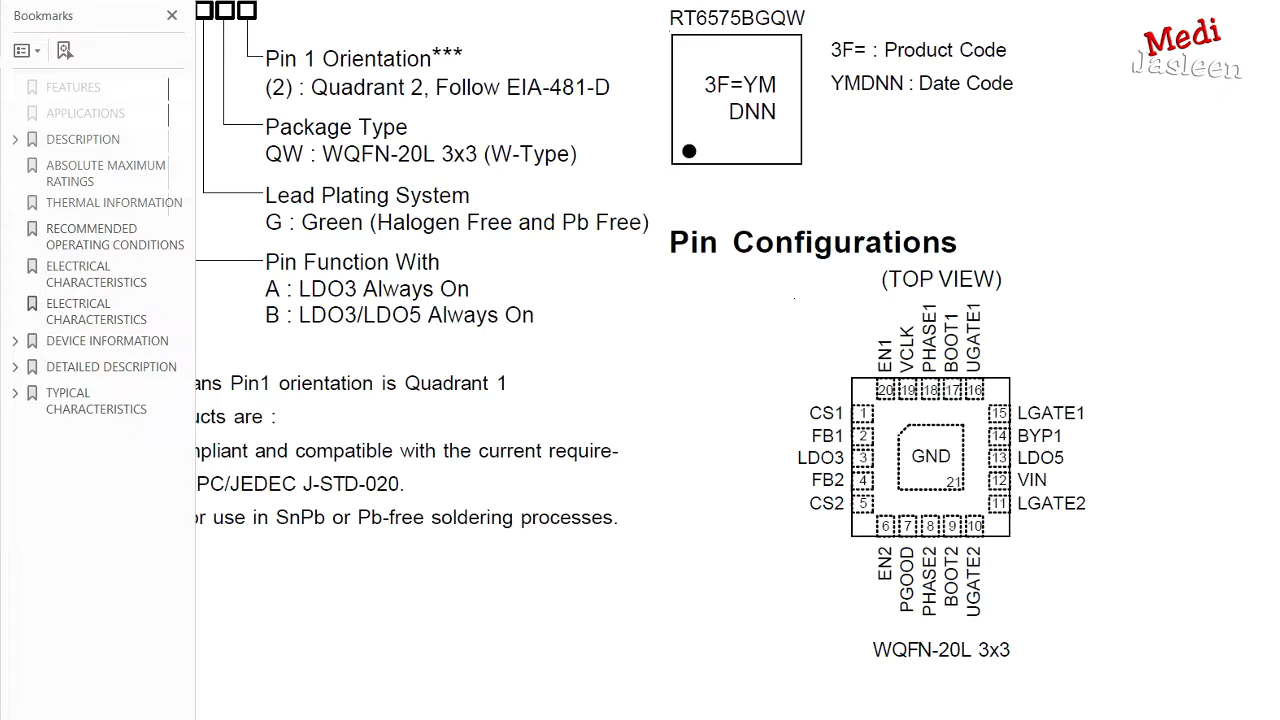 Bookmarks
FEATURES
APPLICATIONS
DESCRIPTION
ABSOLUTE MAXIMUM
RATINGS
THERMAL INFORMATION
RECOMMENDED
OPERATING CONDITIONS
ELECTRICAL
CHARACTERISTICS
ELECTRICAL
CHARACTERISTICS
DEVICE INFORMATION
DETAILED DESCRIPTION
TYPICAL
CHARACTERISTICS
Pin 1 Orientation***
(2) : Quadrant 2, Follow EIA-481-D
Package Type
QW : WQFN-20L 3x3 (W-Type)
Lead Plating System
G : Green (Halogen Free and Pb Free)
Pin Function With
A : LDO3 Always On
B : LDO3/LDO5 Always On
ans Pin1 orientation is Quadrant 1
ucts are :
mpliant and compatible with the current require-
PC/JEDEC J-STD-020.
or use in SnPb or Pb-free soldering processes.
RT6575BGQW
3F=YM
DNN
3F= : Product Code
YMDNN : Date Code
Medi
Jasleen
Pin Configurations
(TOP VIEW)
EN1 VCLK PHASE1 BOOT1 UGATE1
20 19 18 17 16
CS1 1 15 LGATE1
FB1 2 14 BYP1
LDO3 3 GND 13 LDO5
FB2 4 21 12 VIN
CS2 5 11 LGATE2
6 7 8 9 10
EN2 PGOOD PHASE2 BOOT2 UGATE2
WQFN-20L 3x3